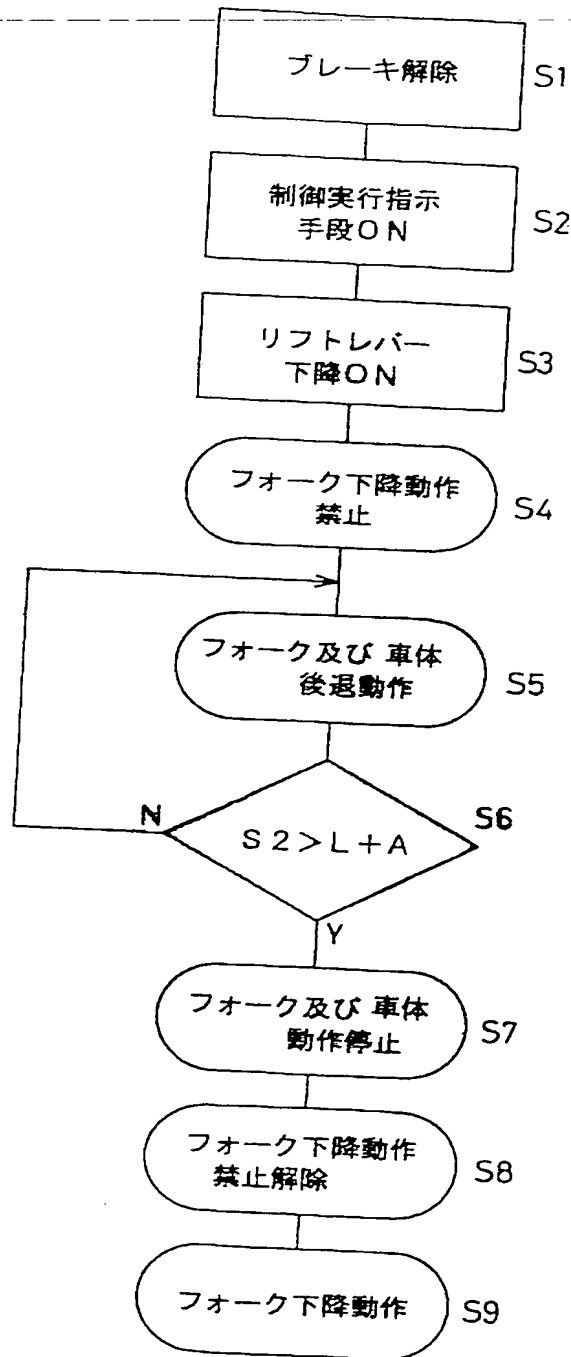 ブレーキ解除
S1
制御実行指示
手段ON
S2
リフトレバー
下降ON
S3
フォーク下降動作
禁止
S4
フォーク及び 車体
後退動作
S5
N
S2>L+A
S6
Y
フォーク及び 車体
動作停止
S7
フォーク下降動作
禁止解除
S8
フォーク下降動作
S9